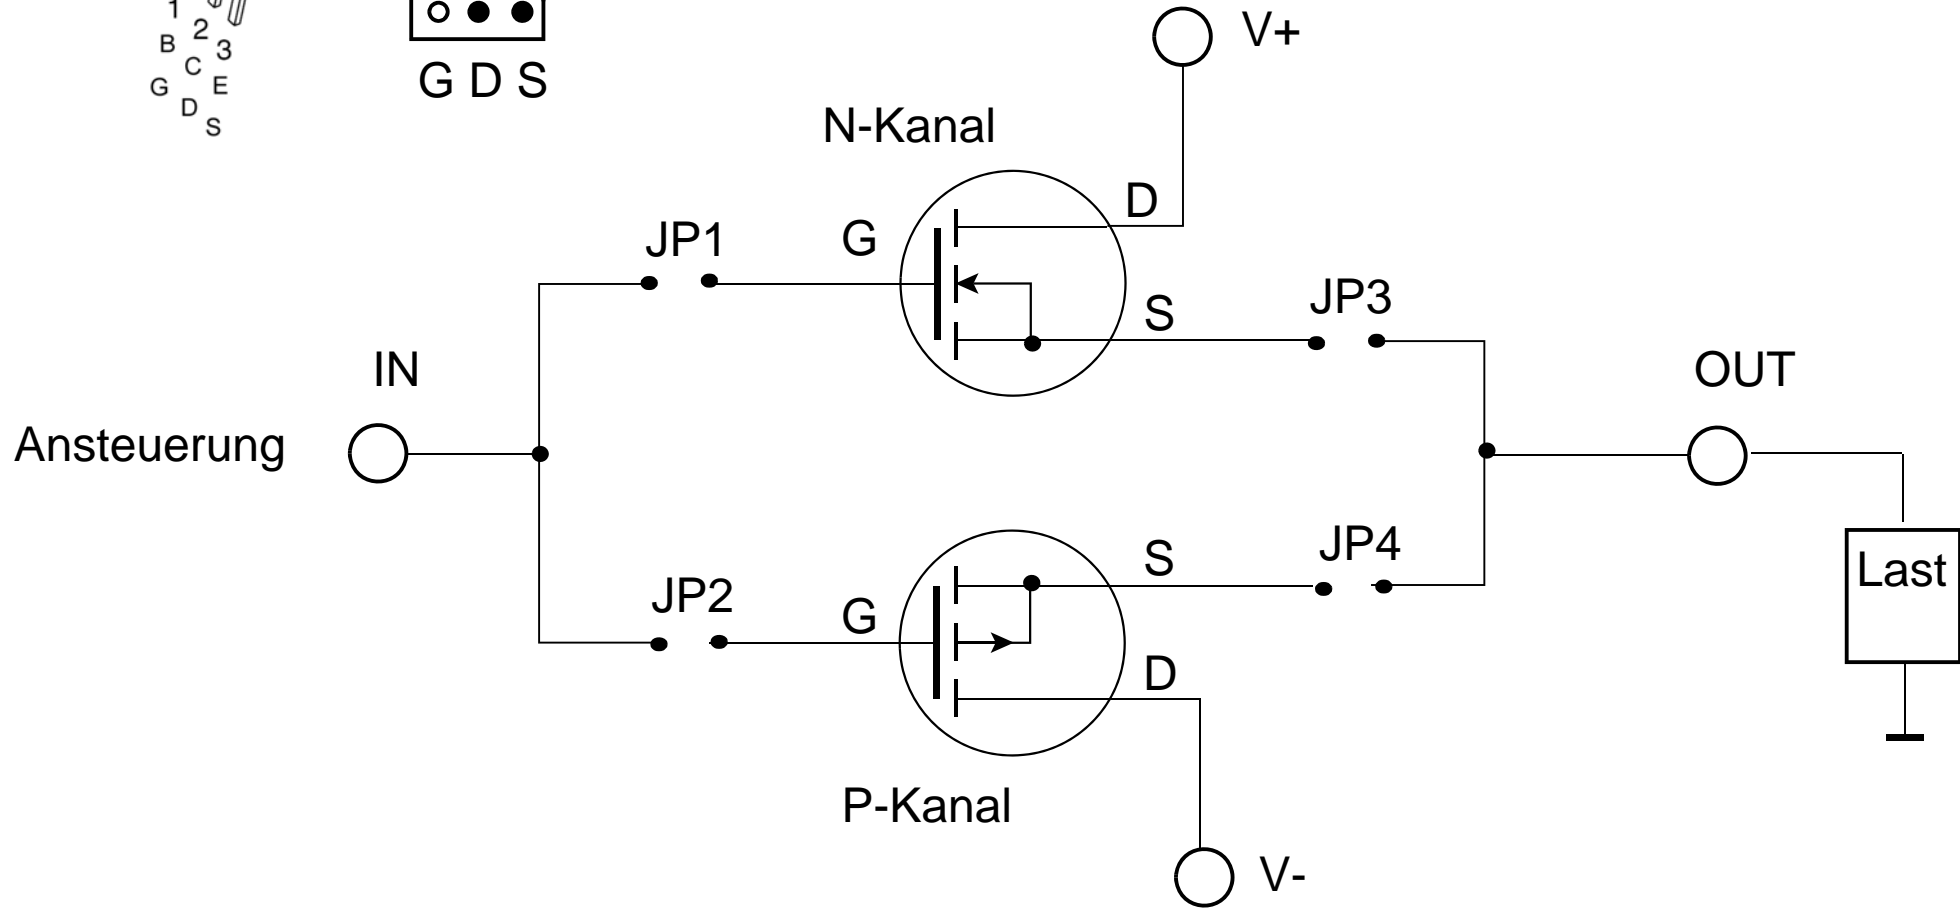 1
2
3
B
C
E
G
D
S
G D S
V+
N-Kanal
D
JP1
G
S
JP3
IN
OUT
Ansteuerung
S
JP4
Last
JP2
G
D
P-Kanal
V-